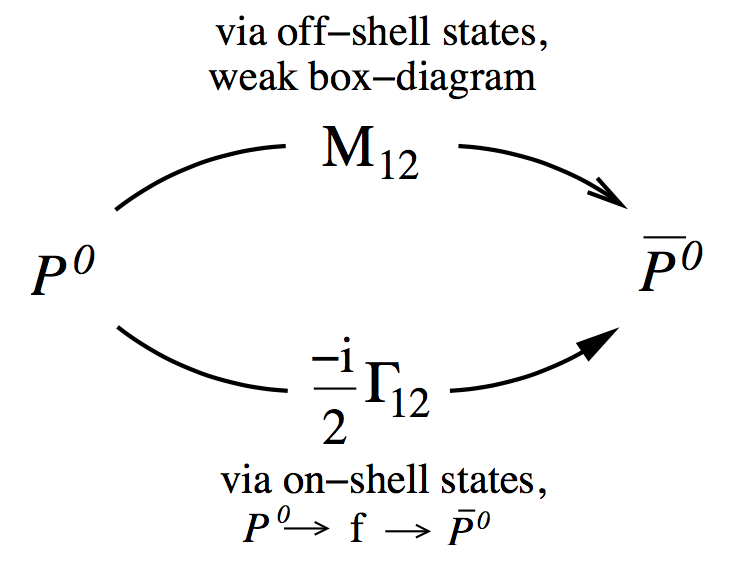 via off–shell states,
weak box–diagram
M₁₂
P⁰
P̅⁰
–i/2 Γ₁₂
via on–shell states,
P⁰→ f → P̅⁰